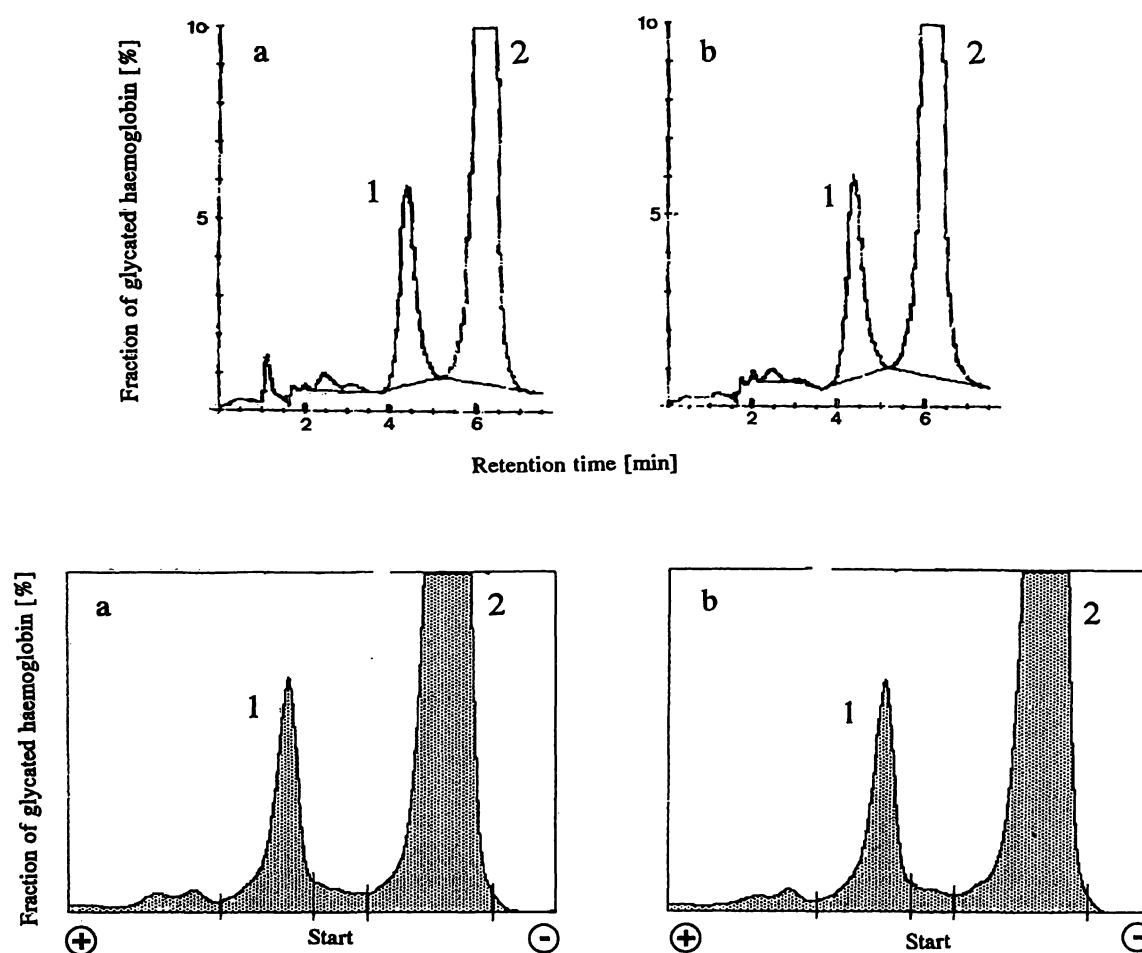 Fraction of glycated haemoglobin [%]
10
5
a
1
2
2
4
6
10
5
b
1
2
2
4
6
Retention time [min]
Fraction of glycated haemoglobin [%]
a
1
2
+
Start
-
b
1
2
+
Start
-